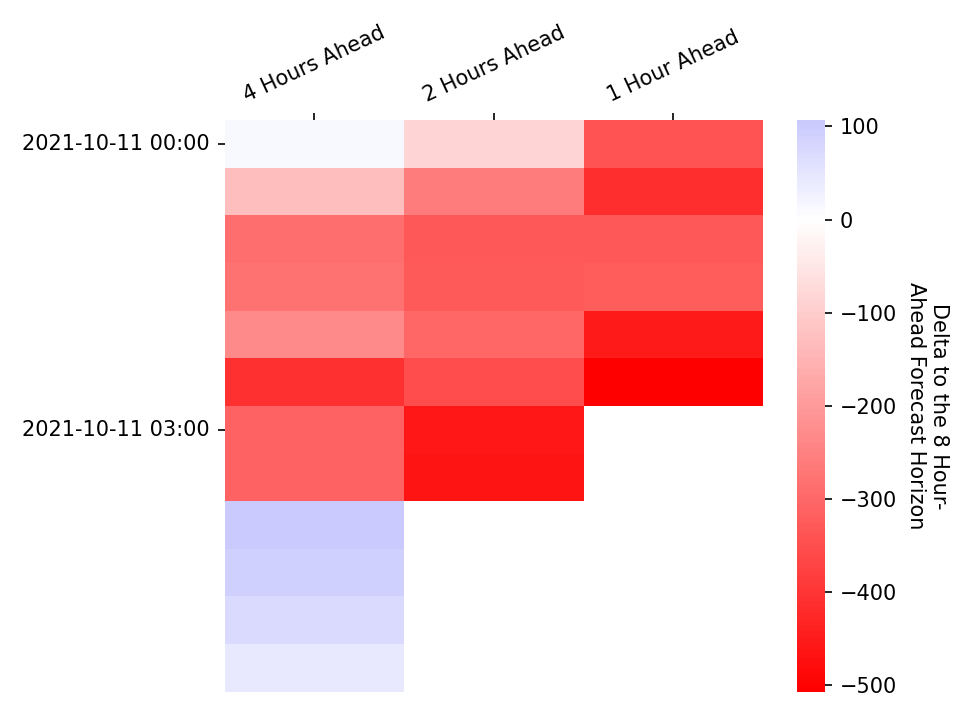 4 Hours Ahead
2 Hours Ahead
1 Hour Ahead
2021-10-11 00:00
2021-10-11 03:00
100
0
−100
−200
−300
−400
−500
Delta to the 8 Hour-
Ahead Forecast Horizon